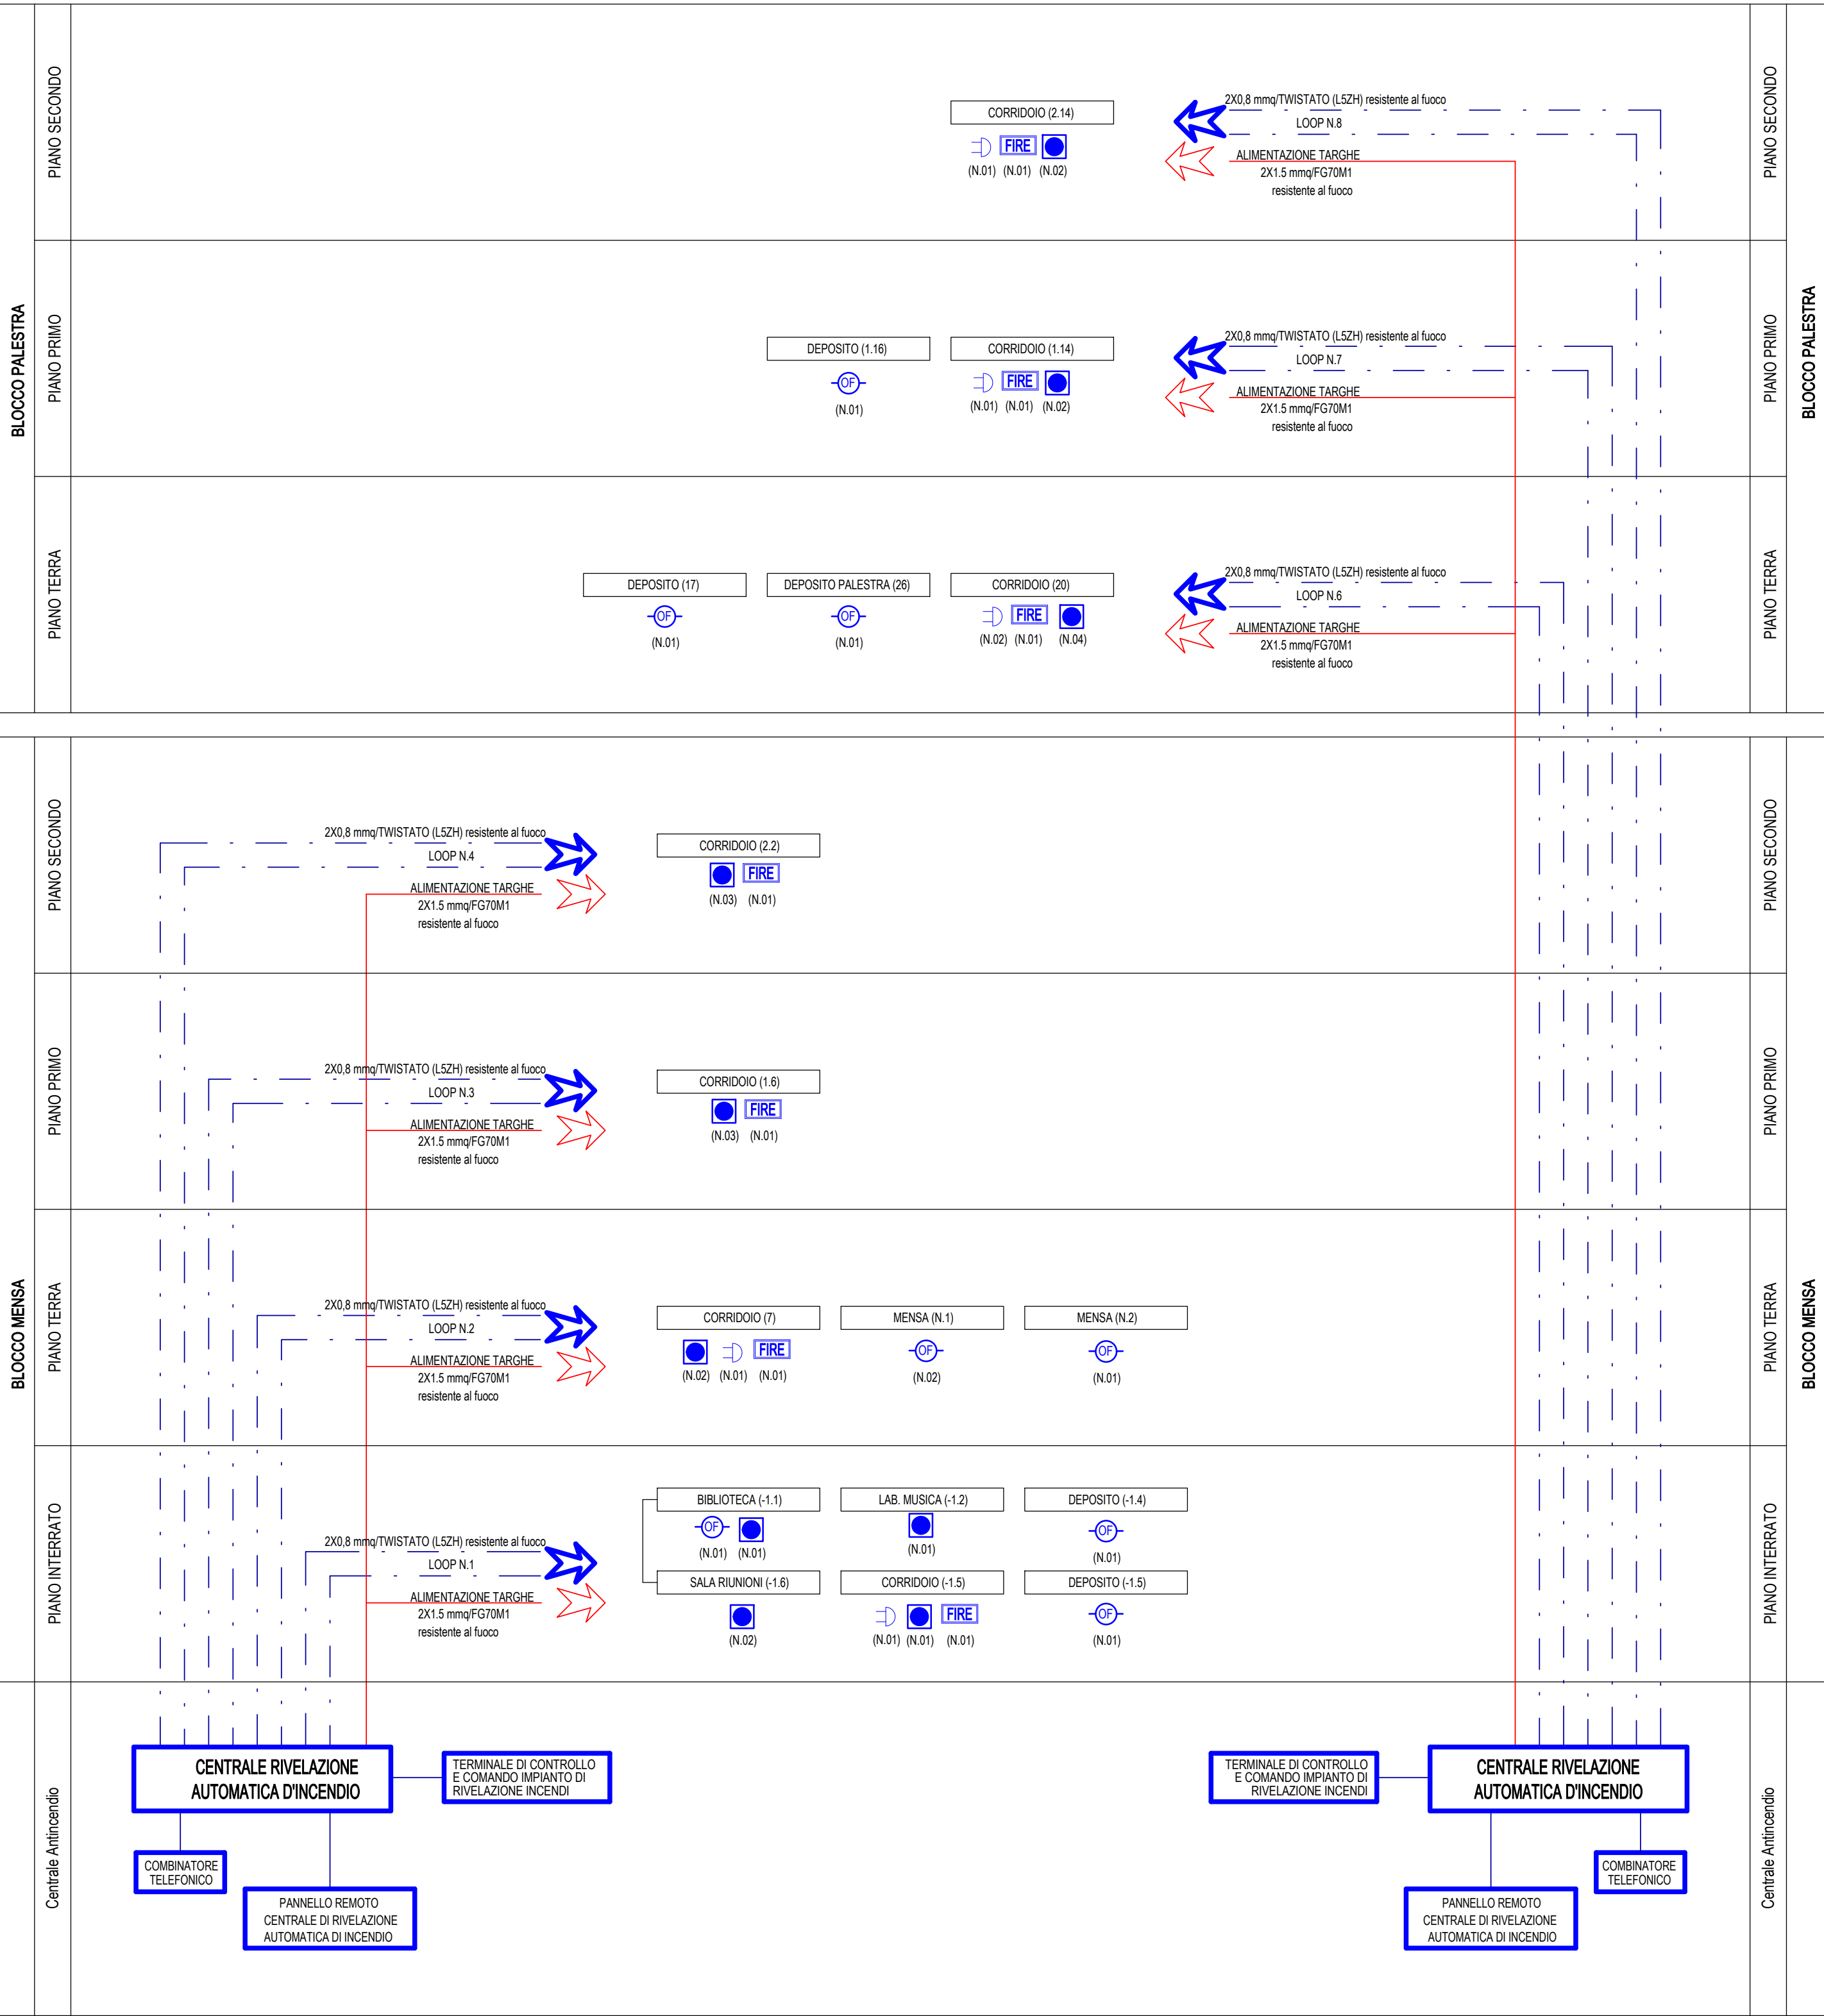 BLOCCO PALESTRA
PIANO SECONDO
CORRIDOIO (2.14)
FIRE
(N.01) (N.01) (N.02)
2X0,8 mmq/TWISTATO (L5ZH) resistente al fuoco
LOOP N.8
ALIMENTAZIONE TARGHE
2X1.5 mmq/FG70M1
resistente al fuoco
PIANO SECONDO
BLOCCO PALESTRA
PIANO PRIMO
DEPOSITO (1.16)
OF
(N.01)
CORRIDOIO (1.14)
FIRE
(N.01) (N.01) (N.02)
2X0,8 mmq/TWISTATO (L5ZH) resistente al fuoco
LOOP N.7
ALIMENTAZIONE TARGHE
2X1.5 mmq/FG70M1
resistente al fuoco
PIANO PRIMO
PIANO TERRA
DEPOSITO (17)
OF
(N.01)
DEPOSITO PALESTRA (26)
OF
(N.01)
CORRIDOIO (20)
FIRE
(N.02) (N.01) (N.04)
2X0,8 mmq/TWISTATO (L5ZH) resistente al fuoco
LOOP N.6
ALIMENTAZIONE TARGHE
2X1.5 mmq/FG70M1
resistente al fuoco
PIANO TERRA
BLOCCO MENSA
PIANO SECONDO
2X0,8 mmq/TWISTATO (L5ZH) resistente al fuoco
LOOP N.4
ALIMENTAZIONE TARGHE
2X1.5 mmq/FG70M1
resistente al fuoco
CORRIDOIO (2.2)
FIRE
(N.03) (N.01)
PIANO SECONDO
BLOCCO MENSA
PIANO PRIMO
2X0,8 mmq/TWISTATO (L5ZH) resistente al fuoco
LOOP N.3
ALIMENTAZIONE TARGHE
2X1.5 mmq/FG70M1
resistente al fuoco
CORRIDOIO (1.6)
FIRE
(N.03) (N.01)
PIANO PRIMO
PIANO TERRA
2X0,8 mmq/TWISTATO (L5ZH) resistente al fuoco
LOOP N.2
ALIMENTAZIONE TARGHE
2X1.5 mmq/FG70M1
resistente al fuoco
CORRIDOIO (7)
FIRE
(N.02) (N.01) (N.01)
MENSA (N.1)
OF
(N.02)
MENSA (N.2)
OF
(N.01)
PIANO TERRA
PIANO INTERRATO
2X0,8 mmq/TWISTATO (L5ZH) resistente al fuoco
LOOP N.1
ALIMENTAZIONE TARGHE
2X1.5 mmq/FG70M1
resistente al fuoco
BIBLIOTECA (-1.1)
OF
(N.01) (N.01)
LAB. MUSICA (-1.2)
(N.01)
DEPOSITO (-1.4)
OF
(N.01)
SALA RIUNIONI (-1.6)
(N.02)
CORRIDOIO (-1.5)
FIRE
(N.01) (N.01) (N.01)
DEPOSITO (-1.5)
OF
(N.01)
PIANO INTERRATO
Centrale Antincendio
CENTRALE RIVELAZIONE
AUTOMATICA D'INCENDIO
TERMINALE DI CONTROLLO
E COMANDO IMPIANTO DI
RIVELAZIONE INCENDI
COMBINATORE
TELEFONICO
PANNELLO REMOTO
CENTRALE DI RIVELAZIONE
AUTOMATICA DI INCENDIO
TERMINALE DI CONTROLLO
E COMANDO IMPIANTO DI
RIVELAZIONE INCENDI
CENTRALE RIVELAZIONE
AUTOMATICA D'INCENDIO
COMBINATORE
TELEFONICO
PANNELLO REMOTO
CENTRALE DI RIVELAZIONE
AUTOMATICA DI INCENDIO
Centrale Antincendio